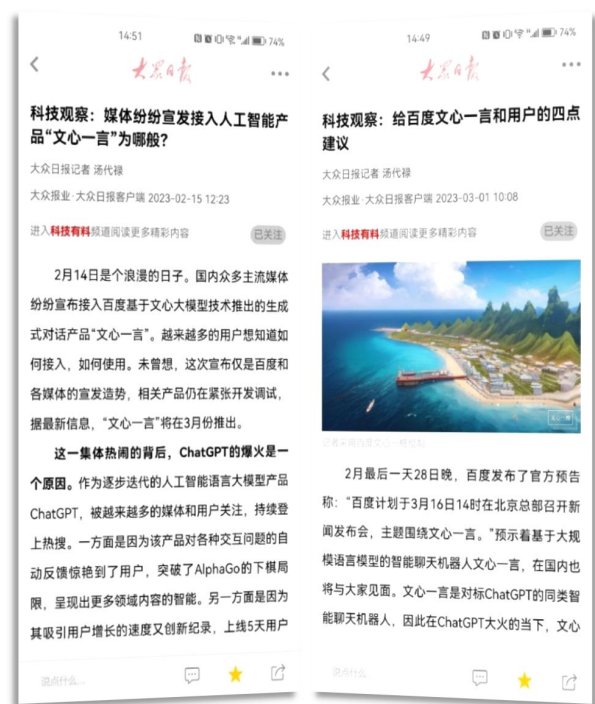 14:51
74%
大众日报
科技观察：媒体纷纷宣发接入人工智能产
品“文心一言”为哪般？
大众日报记者 汤代禄
大众报业·大众日报客户端 2023-02-15 12:23
进入科技有料频道阅读更多精彩内容
已关注
2月14日是个浪漫的日子。国内众多主流媒体
纷纷宣布接入百度基于文心大模型技术推出的生成
式对话产品“文心一言”。越来越多的用户想知道如
何接入，如何使用。未曾想，这次宣布仅是百度和
各媒体的宣发造势，相关产品仍在紧张开发调试，
据最新信息，“文心一言”将在3月份推出。
这一集体热闹的背后，ChatGPT的爆火是一
个原因。作为逐步迭代的人工智能语言大模型产品
ChatGPT，被越来越多的媒体和用户关注，持续登
上热搜。一方面是因为该产品对各种交互问题的自
动反馈惊艳到了用户，突破了AlphaGo的下棋局
限，呈现出更多领域内容的智能。另一方面是因为
其吸引用户增长的速度又创新纪录，上线5天用户
说点什么...
14:49
74%
大众日报
科技观察：给百度文心一言和用户的四点
建议
大众日报记者 汤代禄
大众报业·大众日报客户端 2023-03-01 10:08
进入科技有料频道阅读更多精彩内容
已关注
2月最后一天28日晚，百度发布了官方预告
称：“百度计划于3月16日14时在北京总部召开新
闻发布会，主题围绕文心一言。”预示着基于大规
模语言模型的智能聊天机器人文心一言，在国内也
将与大家见面。文心一言是对标ChatGPT的同类智
能聊天机器人，因此在ChatGPT大火的当下，文心
说点什么...